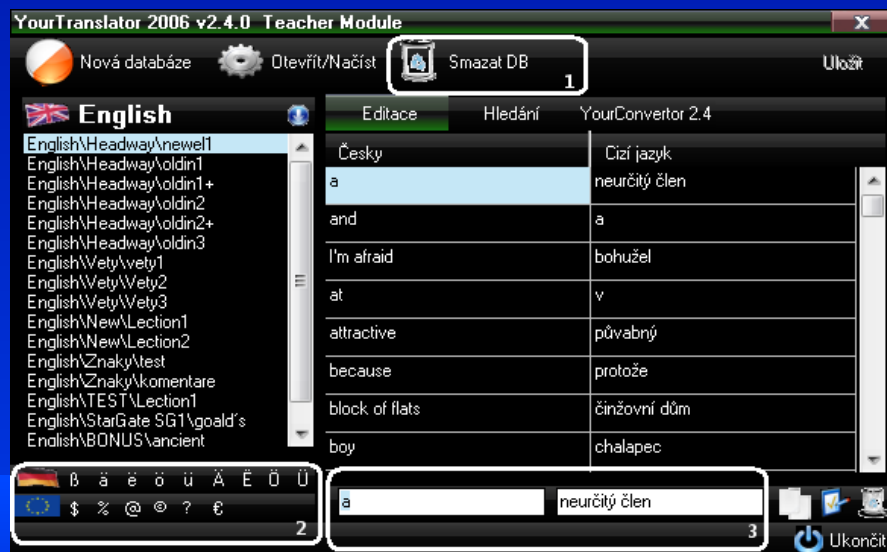 YourTranslator 2006 v2.4.0 Teacher Module
X
Nová databáze
Otevřít/Načíst
Smazat DB
1
Uložit
English
Editace
Hledání
YourConvertor 2.4
English\Headway\newel1
English\Headway\oldin1
English\Headway\oldin1+
English\Headway\oldin2
English\Headway\oldin2+
English\Headway\oldin3
English\Vety\vety1
English\Vety\Vety2
English\Vety\Vety3
English\New\Lection1
English\New\Lection2
English\Znaky\test
English\Znaky\komentare
English\TEST\Lection1
English\StarGate SG1\goald´s
English\BONUS\ancient
Česky
Cizí jazyk
a
neurčitý člen
and
a
I'm afraid
bohužel
at
v
attractive
půvabný
because
protože
block of flats
činžovní dům
boy
chalapec
ß ä ë ö ü Ä Ë Ö Ü
$ % @ © ? €
2
a
neurčitý člen
3
Ukončit